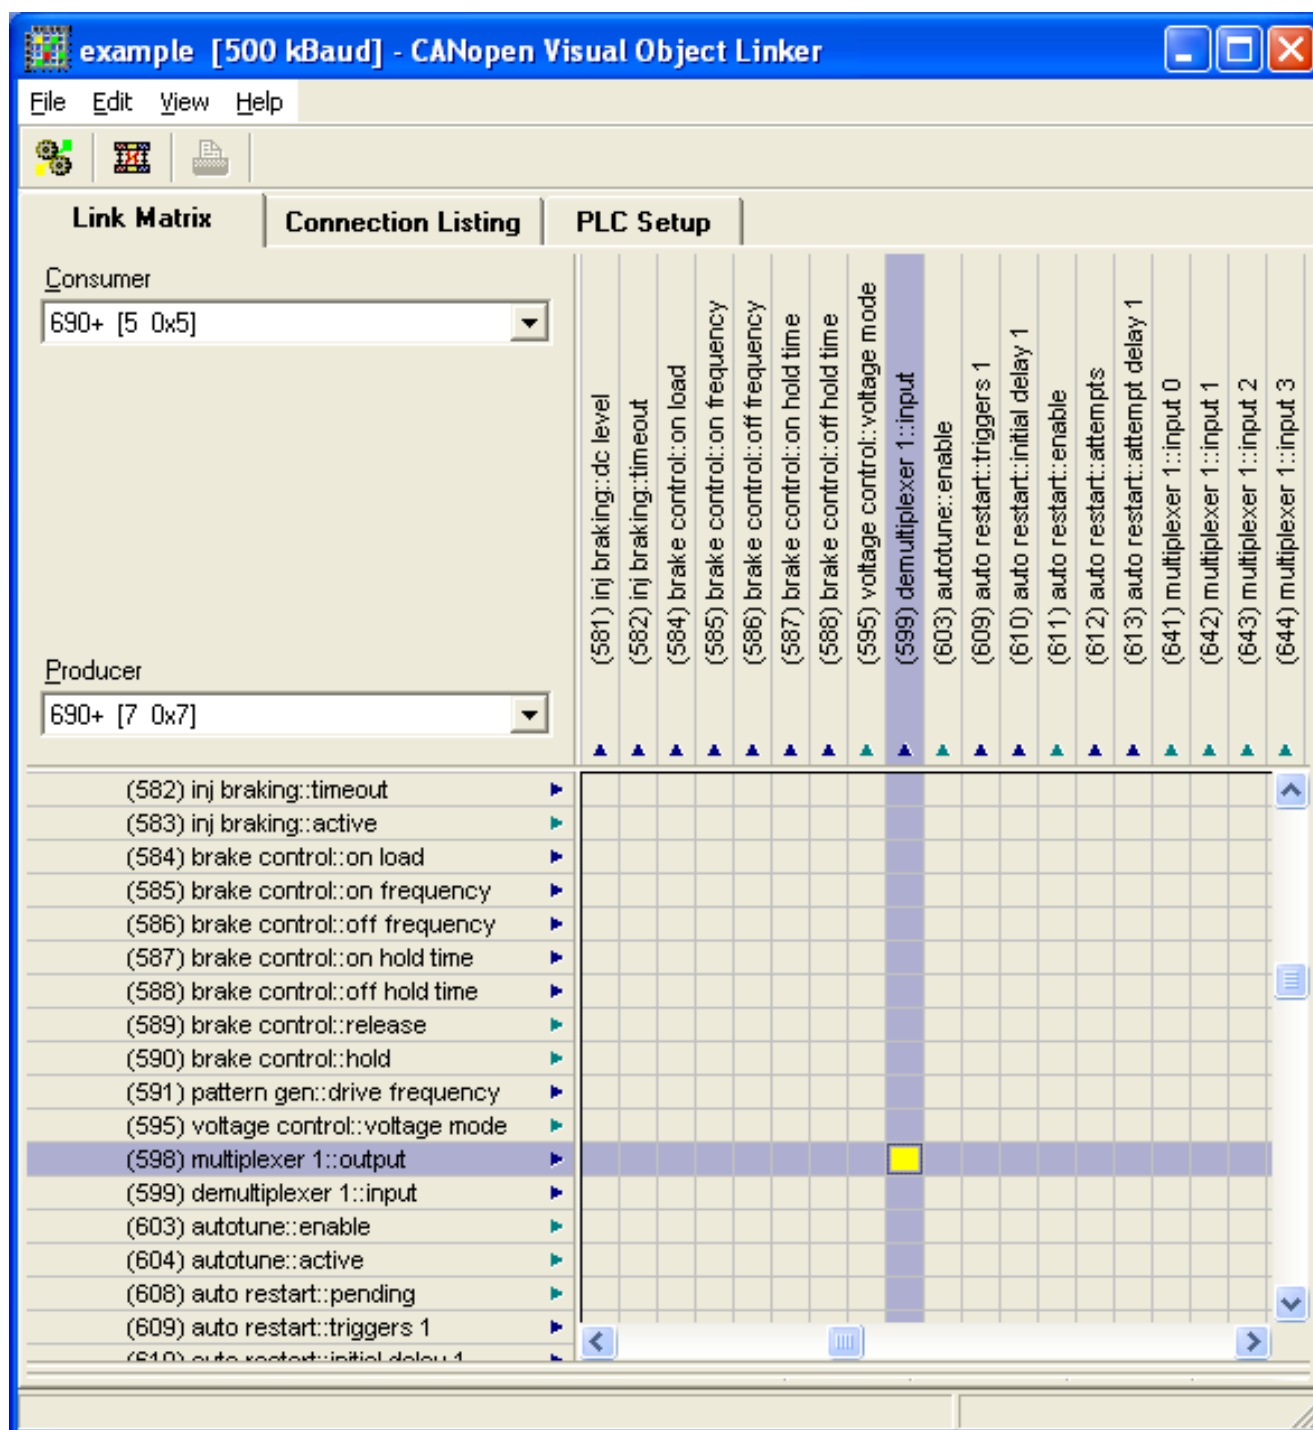 example [500 kBaud] - CANopen Visual Object Linker
File Edit View Help
Link Matrix Connection Listing PLC Setup
Consumer
690+ [5 0x5]
Producer
690+ [7 0x7]
(581) inj braking::dc level
(582) inj braking::timeout
(584) brake control::on load
(585) brake control::on frequency
(586) brake control::off frequency
(587) brake control::on hold time
(588) brake control::off hold time
(595) voltage control::voltage mode
(599) demultiplexer 1::input
(603) autotune::enable
(609) auto restart::triggers 1
(610) auto restart::initial delay 1
(611) auto restart::enable
(612) auto restart::attempts
(613) auto restart::attempt delay 1
(641) multiplexer 1::input 0
(642) multiplexer 1::input 1
(643) multiplexer 1::input 2
(644) multiplexer 1::input 3
(582) inj braking::timeout
(583) inj braking::active
(584) brake control::on load
(585) brake control::on frequency
(586) brake control::off frequency
(587) brake control::on hold time
(588) brake control::off hold time
(589) brake control::release
(590) brake control::hold
(591) pattern gen::drive frequency
(595) voltage control::voltage mode
(598) multiplexer 1::output
(599) demultiplexer 1::input
(603) autotune::enable
(604) autotune::active
(608) auto restart::pending
(609) auto restart::triggers 1
(610) auto restart::initial delay 1